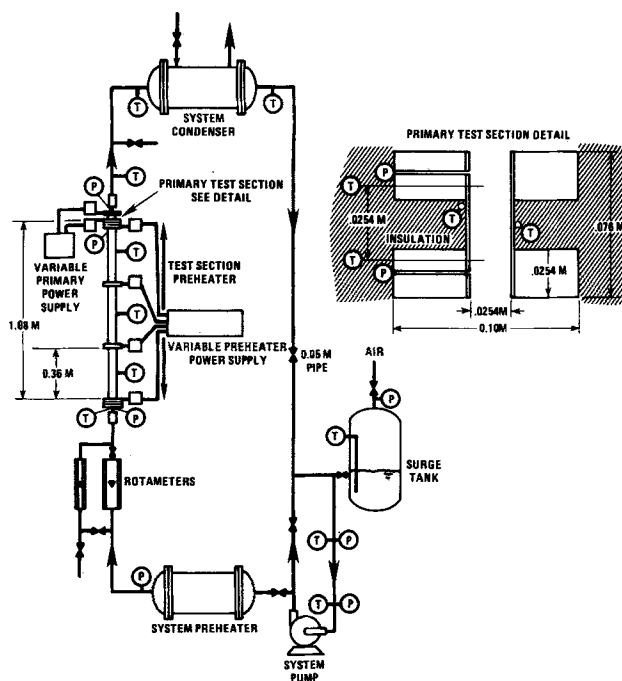 SYSTEM
CONDENSER
T
T
P
T
PRIMARY TEST SECTION
SEE DETAIL
P
VARIABLE
PRIMARY
POWER
SUPPLY
T
TEST SECTION
PREHEATER
T
VARIABLE PREHEATER
POWER SUPPLY
1.08 M
0.36 M
T
T
P
ROTAMETERS
P
SYSTEM PREHEATER
0.05 M
PIPE
AIR
P
T
SURGE
TANK
T
P
T
P
SYSTEM
PUMP
PRIMARY TEST SECTION DETAIL
P
T
.0254 M
T
T
INSULATION
T
P
.0254 M
.076 M
.0254M
0.10M